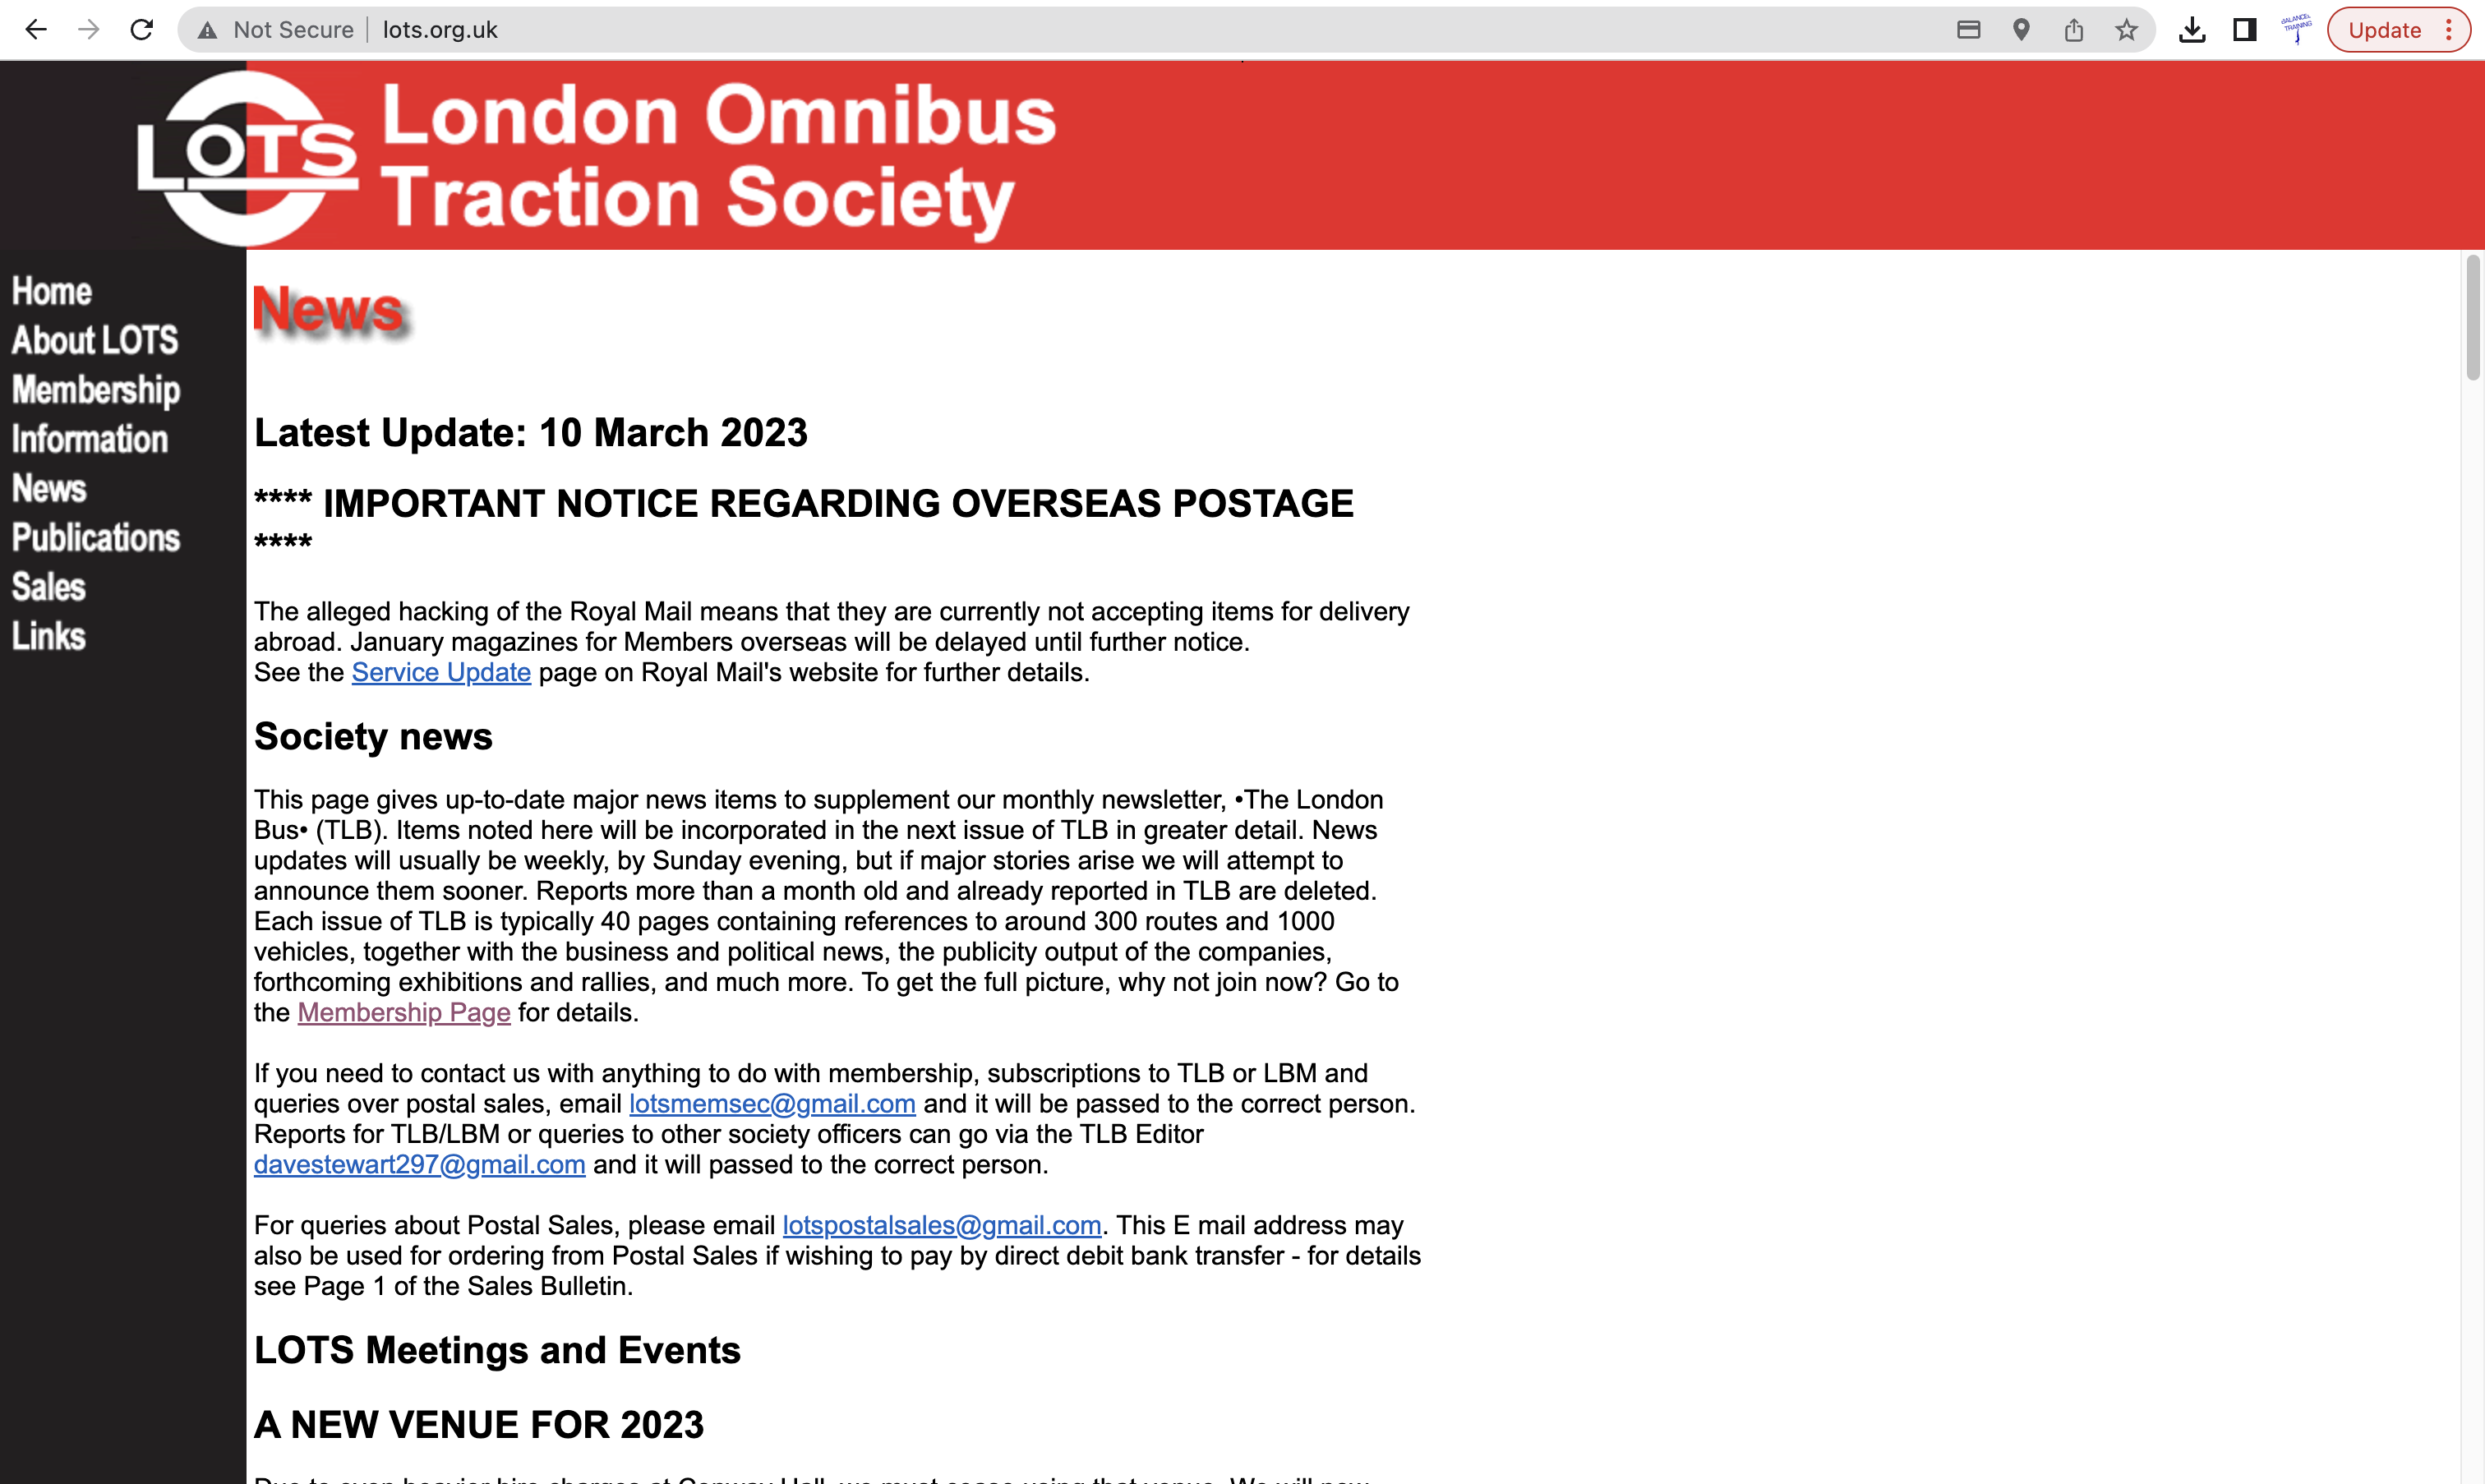 Not Secure
lots.org.uk
Update
LOTS
London Omnibus
Traction Society
Home
About LOTS
Membership
Information
News
Publications
Sales
Links
News
Latest Update: 10 March 2023
**** IMPORTANT NOTICE REGARDING OVERSEAS POSTAGE
****
The alleged hacking of the Royal Mail means that they are currently not accepting items for delivery
abroad. January magazines for Members overseas will be delayed until further notice.
See the Service Update page on Royal Mail's website for further details.
Society news
This page gives up-to-date major news items to supplement our monthly newsletter, •The London
Bus• (TLB). Items noted here will be incorporated in the next issue of TLB in greater detail. News
updates will usually be weekly, by Sunday evening, but if major stories arise we will attempt to
announce them sooner. Reports more than a month old and already reported in TLB are deleted.
Each issue of TLB is typically 40 pages containing references to around 300 routes and 1000
vehicles, together with the business and political news, the publicity output of the companies,
forthcoming exhibitions and rallies, and much more. To get the full picture, why not join now? Go to
the Membership Page for details.
If you need to contact us with anything to do with membership, subscriptions to TLB or LBM and
queries over postal sales, email lotsmemsec@gmail.com and it will be passed to the correct person.
Reports for TLB/LBM or queries to other society officers can go via the TLB Editor
davestewart297@gmail.com and it will passed to the correct person.
For queries about Postal Sales, please email lotspostalsales@gmail.com. This E mail address may
also be used for ordering from Postal Sales if wishing to pay by direct debit bank transfer - for details
see Page 1 of the Sales Bulletin.
LOTS Meetings and Events
A NEW VENUE FOR 2023